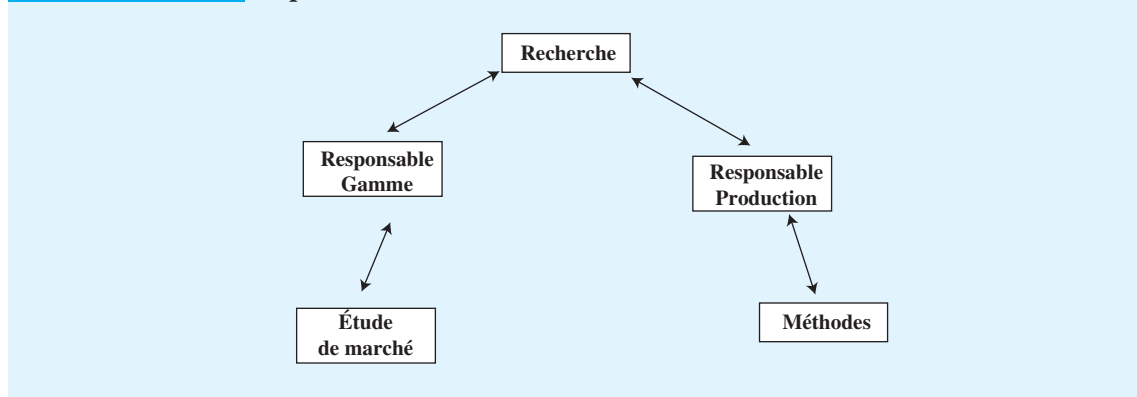 Recherche
Responsable
Gamme
Responsable
Production
Étude
de marché
Méthodes